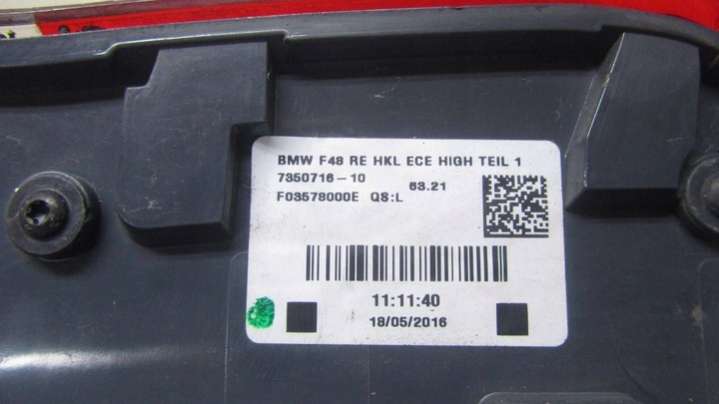 BMW F48 RE HKL ECE HIGH TEIL 1
7350716-10 63.21
F03578000E QS:L
11:11:40
18/05/2016